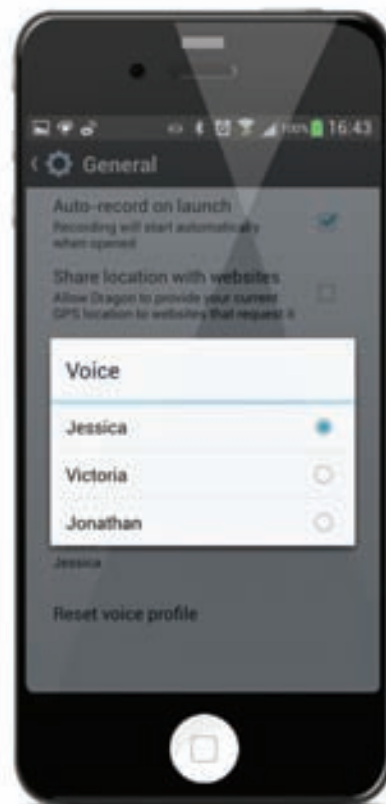 100% 16:43
General
Auto-record on launch
Recording will start automatically
when opened
Share location with websites
Allow Dragon to provide your current
GPS location to websites that request it
Voice
Jessica
Victoria
Jonathan
Jessica
Reset voice profile